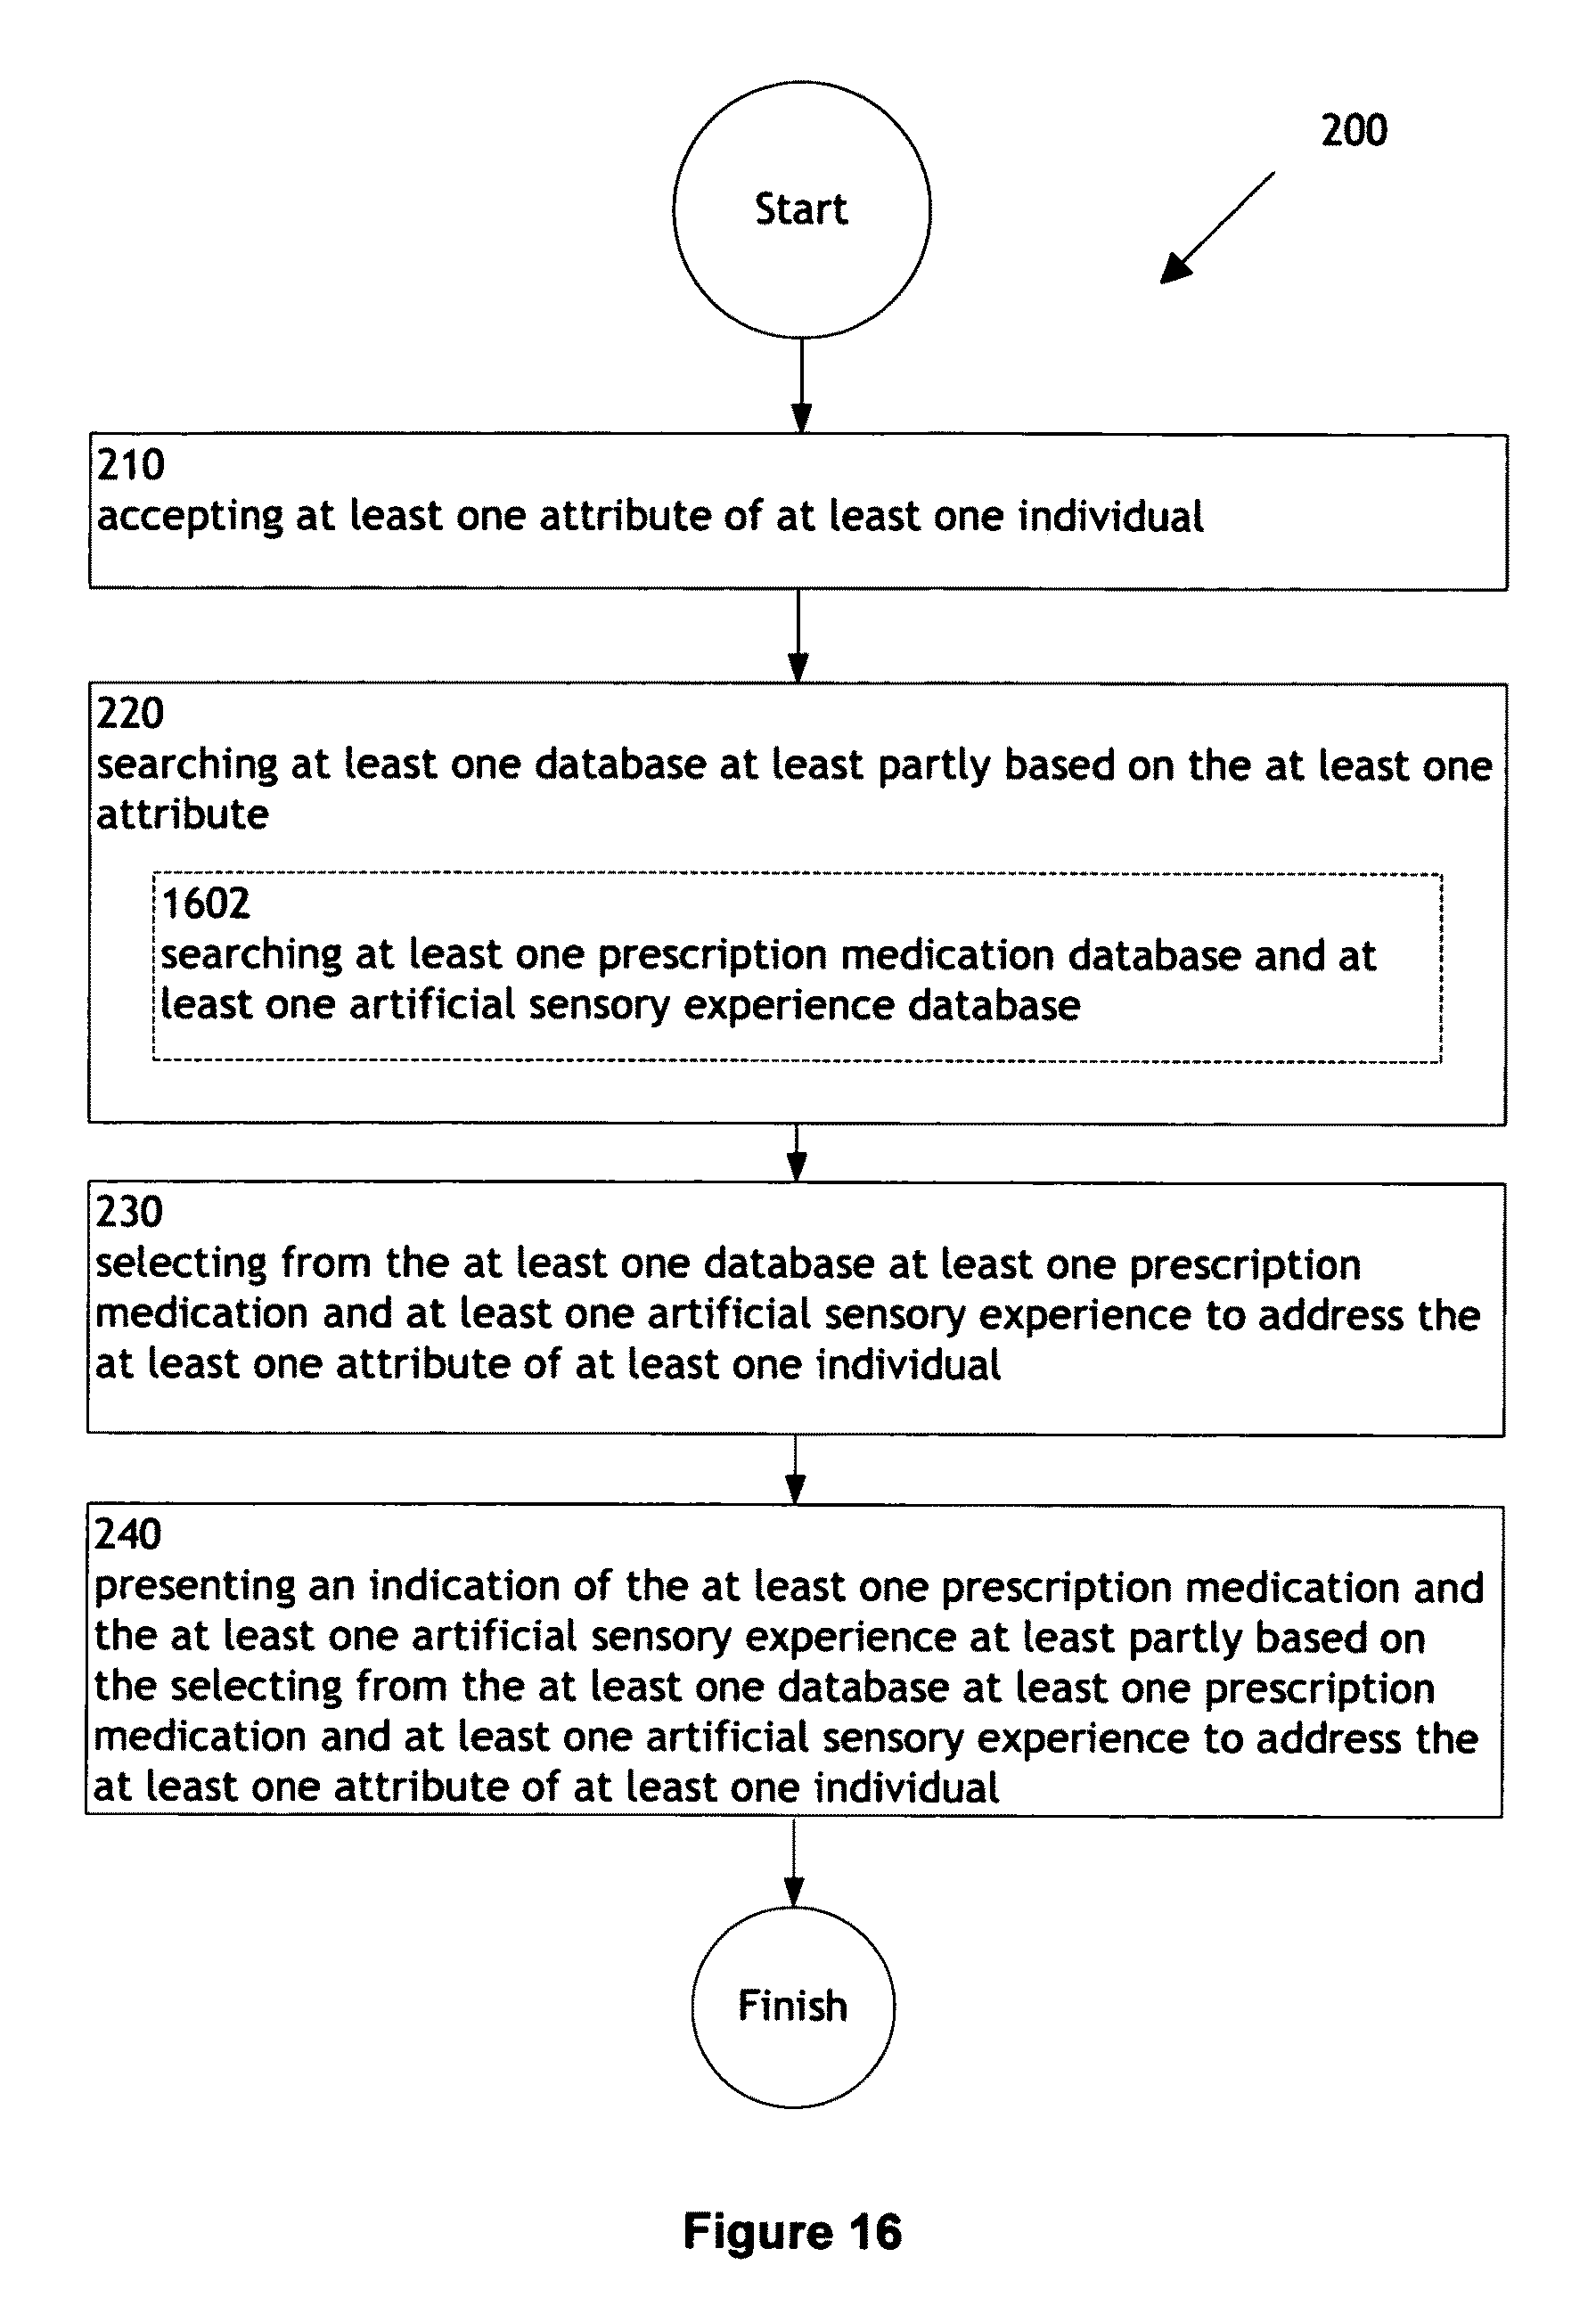 200
Start
210
accepting at least one attribute of at least one individual
220
searching at least one database at least partly based on the at least one
attribute
1602
searching at least one prescription medication database and at
least one artificial sensory experience database
230
selecting from the at least one database at least one prescription
medication and at least one artificial sensory experience to address the
at least one attribute of at least one individual
240
presenting an indication of the at least one prescription medication and
the at least one artificial sensory experience at least partly based on
the selecting from the at least one database at least one prescription
medication and at least one artificial sensory experience to address the
at least one attribute of at least one individual
Finish
Figure 16